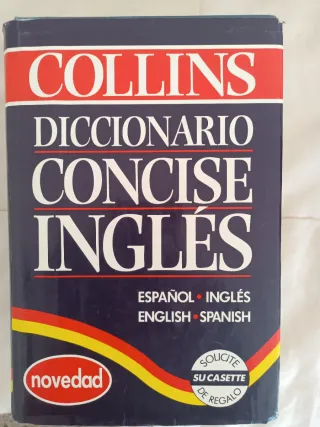 COLLINS
DICCIONARIO
CONCISE
INGLÉS
ESPAÑOL · INGLÉS
ENGLISH · SPANISH
novedad
SOLICITE
SU CASETTE
DE REGALO